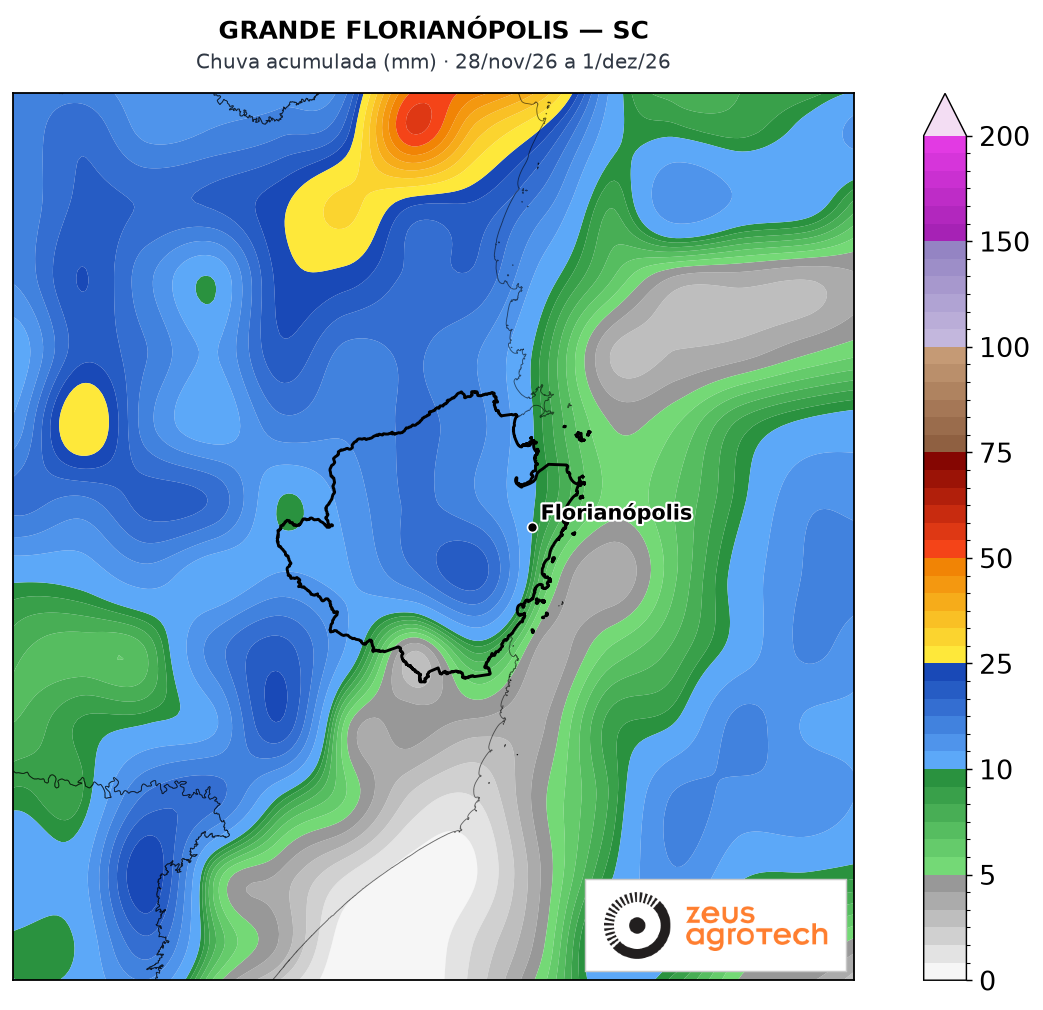 GRANDE FLORIANÓPOLIS — SC
Chuva acumulada (mm) · 28/nov/26 a 1/dez/26
200
150
100
75
50
25
10
5
0
Florianópolis
zeus
agrotech